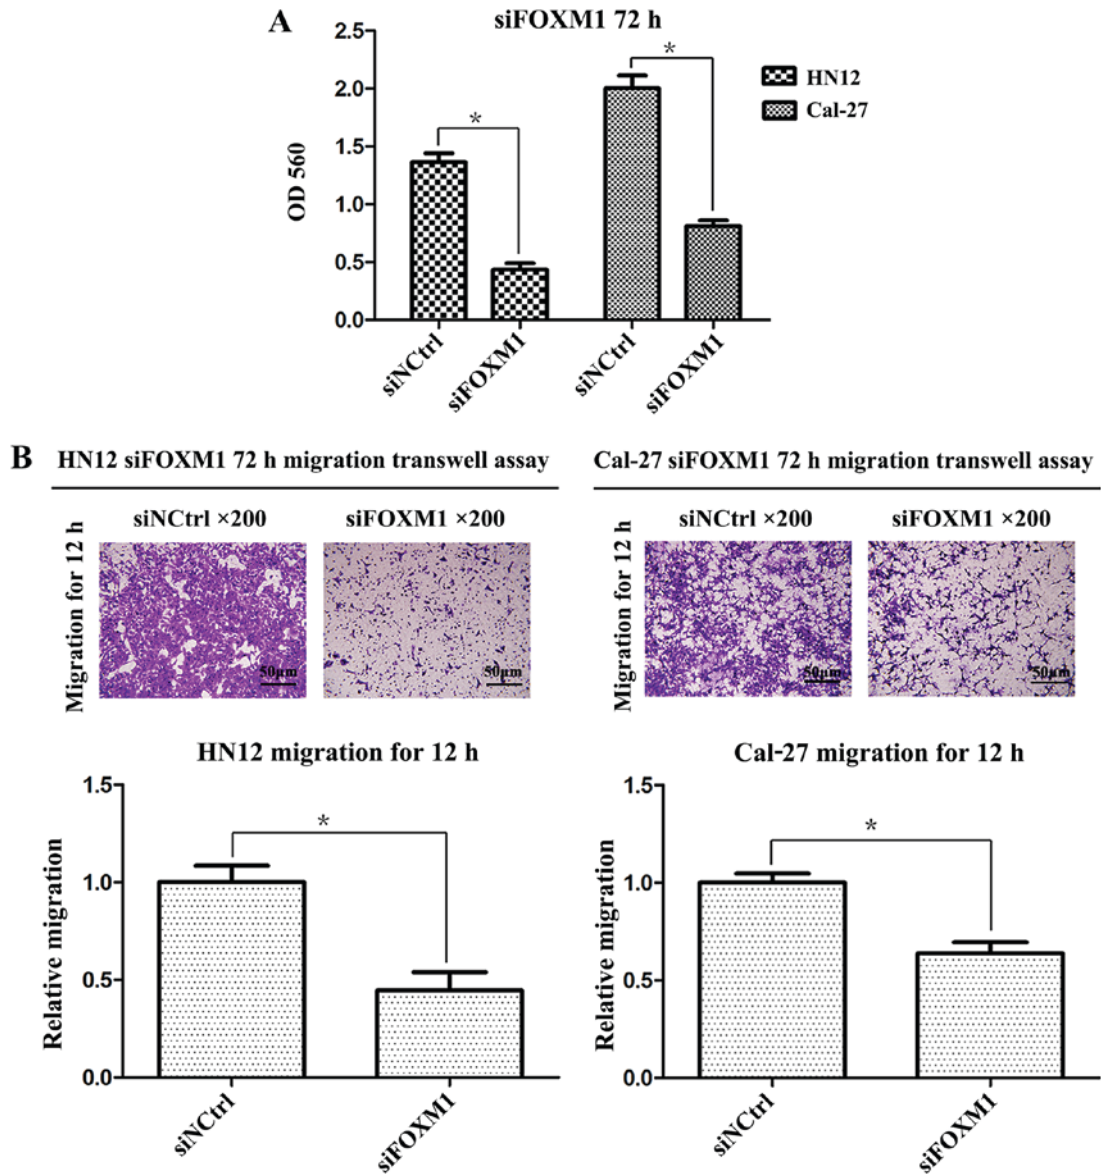 A
siFOXM1 72 h
2.5
2.0
1.5
1.0
0.5
0.0
OD 560
*
*
HN12
Cal-27
siNCtrl
siFOXM1
siNCtrl
siFOXM1
B
HN12 siFOXM1 72 h migration transwell assay
siNCtrl ×200
siFOXM1 ×200
Migration for 12 h
50μm
50μm
Cal-27 siFOXM1 72 h migration transwell assay
siNCtrl ×200
siFOXM1 ×200
Migration for 12 h
50μm
50μm
HN12 migration for 12 h
1.5
1.0
0.5
0.0
Relative migration
*
siNCtrl
siFOXM1
Cal-27 migration for 12 h
1.5
1.0
0.5
0.0
Relative migration
*
siNCtrl
siFOXM1